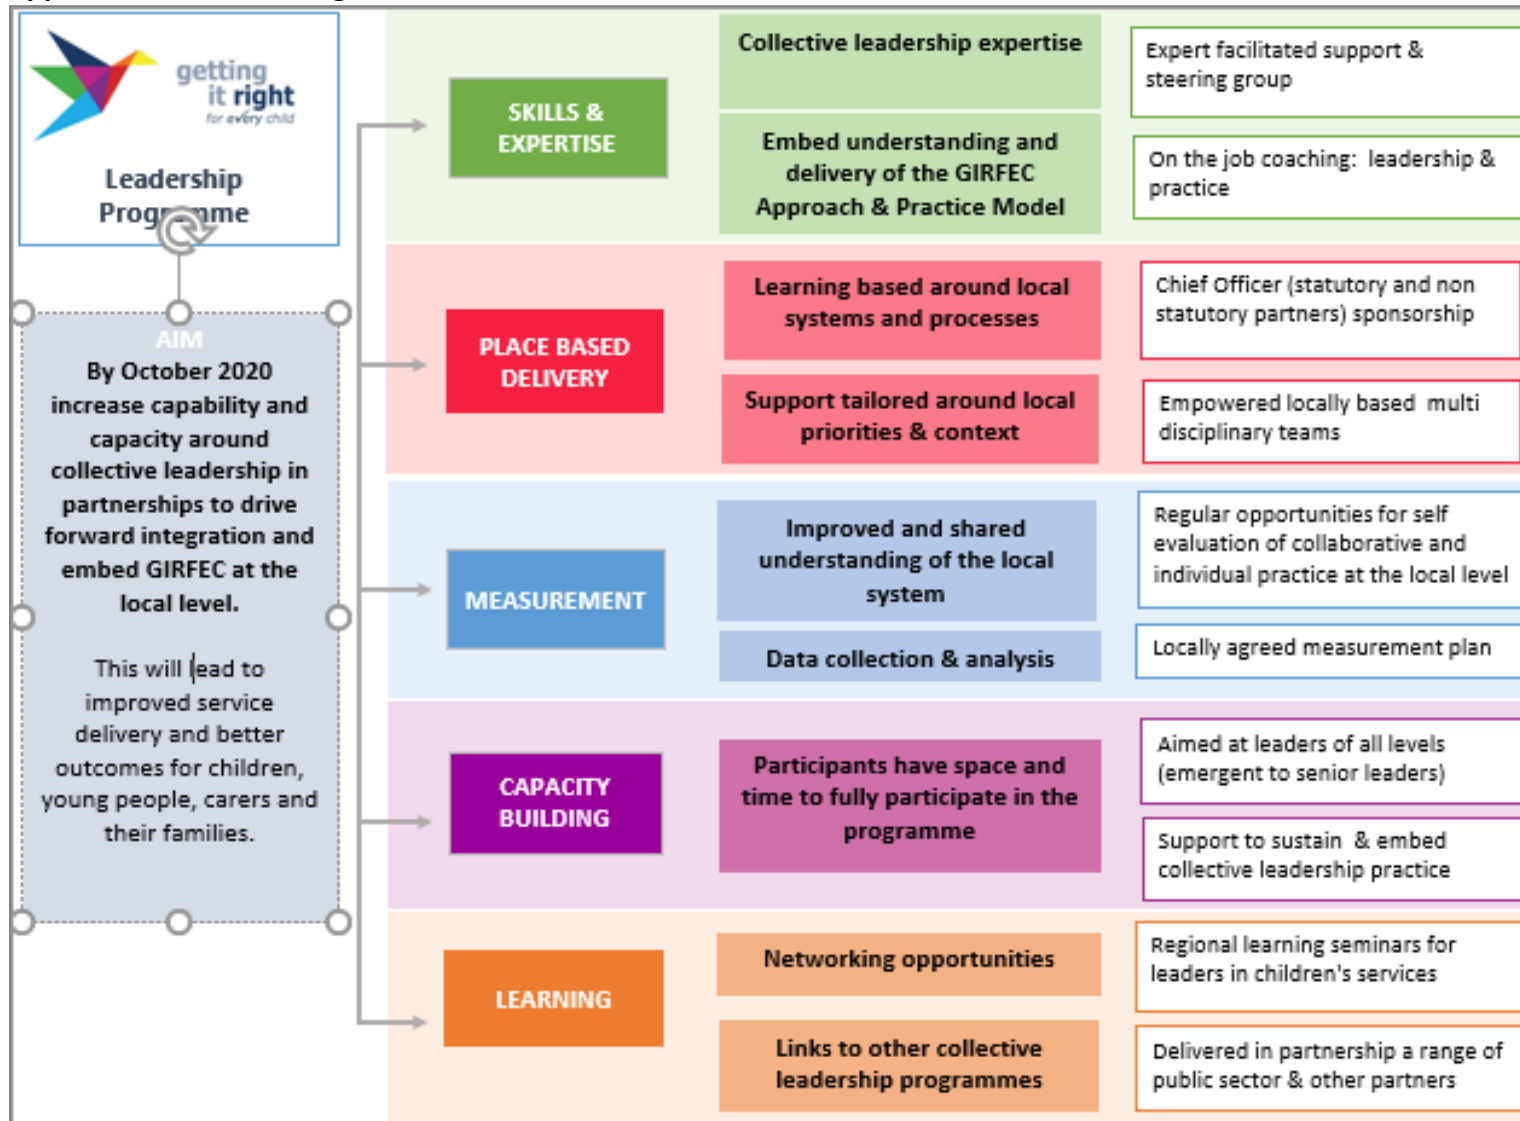 getting
it right
for every child
Leadership
Programme
AIM
By October 2020
increase capability and
capacity around
collective leadership in
partnerships to drive
forward integration and
embed GIRFEC at the
local level.
This will lead to
improved service
delivery and better
outcomes for children,
young people, carers and
their families.
SKILLS &
EXPERTISE
Collective leadership expertise
Embed understanding and
delivery of the GIRFEC
Approach & Practice Model
Expert facilitated support &
steering group
On the job coaching: leadership &
practice
PLACE BASED
DELIVERY
Learning based around local
systems and processes
Support tailored around local
priorities & context
Chief Officer (statutory and non
statutory partners) sponsorship
Empowered locally based multi
disciplinary teams
MEASUREMENT
Improved and shared
understanding of the local
system
Data collection & analysis
Regular opportunities for self
evaluation of collaborative and
individual practice at the local level
Locally agreed measurement plan
CAPACITY
BUILDING
Participants have space and
time to fully participate in the
programme
Aimed at leaders of all levels
(emergent to senior leaders)
Support to sustain & embed
collective leadership practice
LEARNING
Networking opportunities
Links to other collective
leadership programmes
Regional learning seminars for
leaders in children's services
Delivered in partnership a range of
public sector & other partners